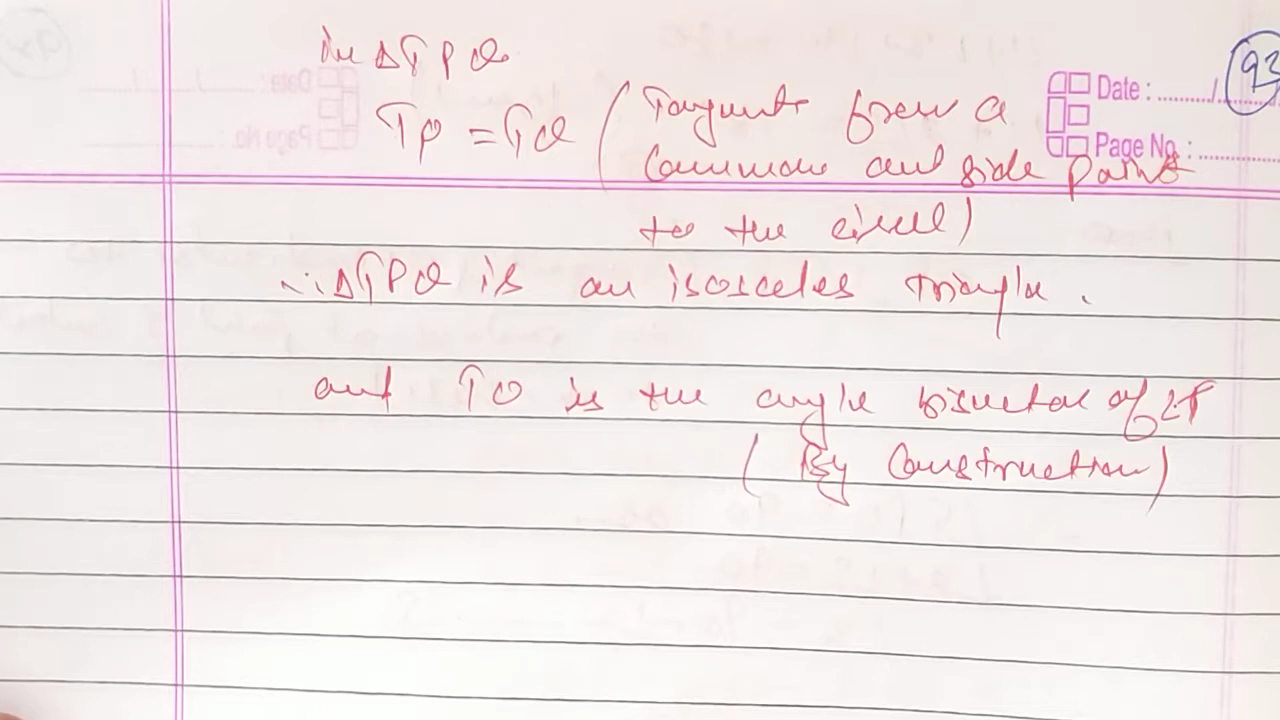 in ΔTPQ
93
Date : ........./.........
TP = TQ ( Tangents from a
Page No. : ............
common out side point
to the circle)
∴ ΔTPQ is an isosceles triangle.
and TO is the angle bisector of ∠T
( By Construction)